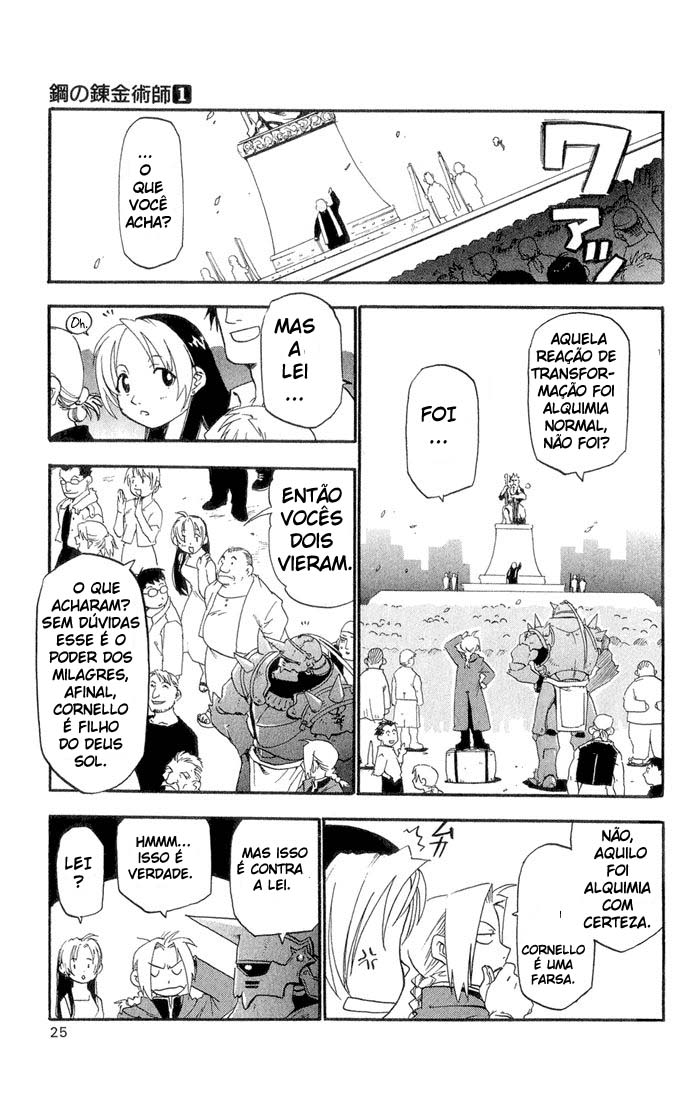 鋼の錬金術師1
ワァッ
...
O
QUE
VOCÊ
ACHA?
AQUELA
REAÇÃO DE
TRANSFOR-
MAÇÃO FOI
ALQUIMIA
NORMAL,
NÃO FOI?
FOI
...
MAS
A
LEI
...
Oh.
ENTÃO
VOCÊS
DOIS
VIERAM.
O QUE
ACHARAM?
SEM DÚVIDAS
ESSE É O
PODER DOS
MILAGRES,
AFINAL,
CORNELLO
É FILHO
DO DEUS
SOL.
NÃO,
AQUILO
FOI
ALQUIMIA
COM
CERTEZA.
CORNELLO
É UMA
FARSA.
MAS ISSO
É CONTRA
A LEI.
HMMM...
ISSO É
VERDADE.
LEI
?
25